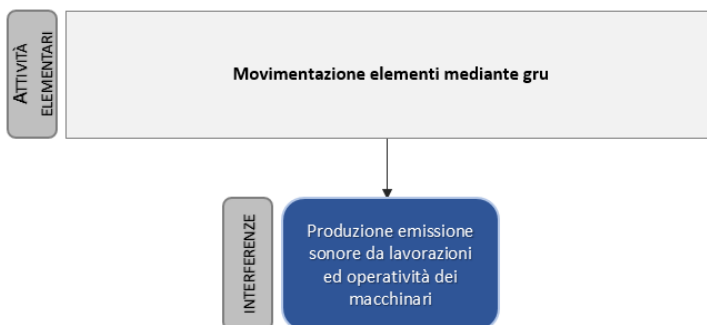 ATTIVITÀ
ELEMENTARI
Movimentazione elementi mediante gru
INTERFERENZE
Produzione emissione
sonore da lavorazioni
ed operatività dei
macchinari